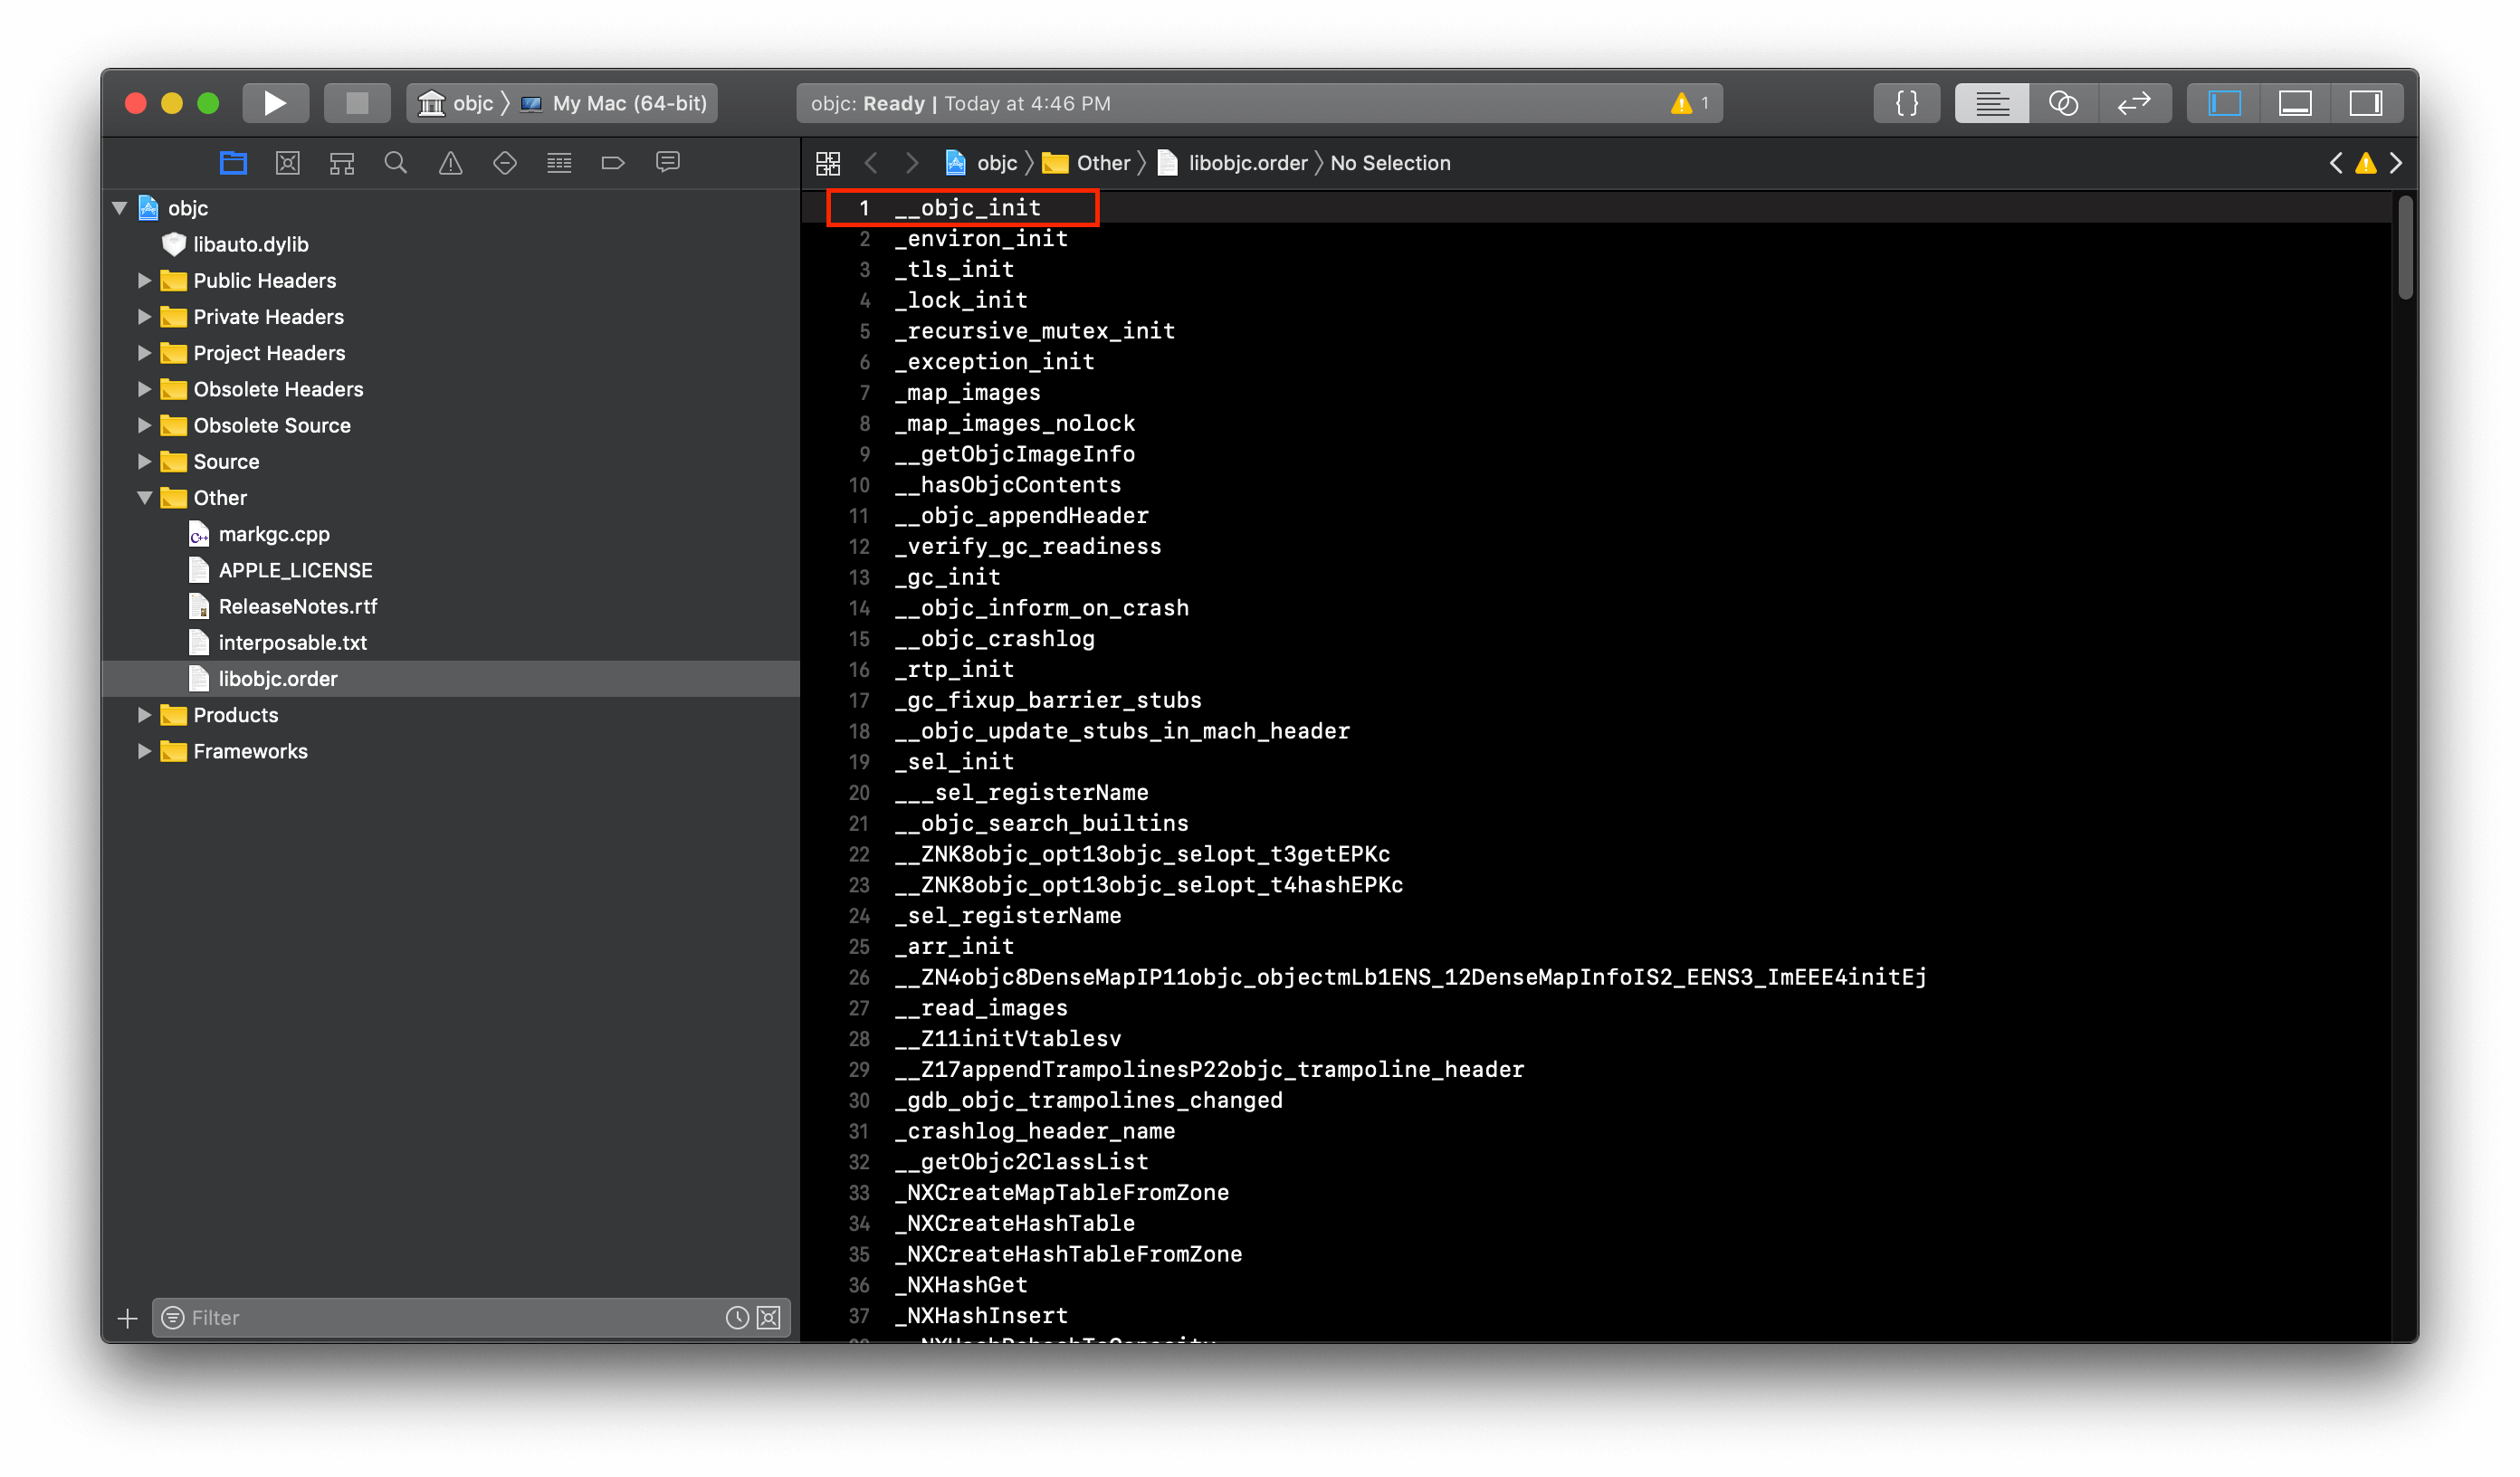 objc 〉 My Mac (64-bit)
objc: Ready | Today at 4:46 PM
1
{ }
objc 〉 Other 〉 libobjc.order 〉 No Selection
objc
libauto.dylib
Public Headers
Private Headers
Project Headers
Obsolete Headers
Obsolete Source
Source
Other
markgc.cpp
APPLE_LICENSE
ReleaseNotes.rtf
interposable.txt
libobjc.order
Products
Frameworks
Filter
1 __objc_init
2 _environ_init
3 _tls_init
4 _lock_init
5 _recursive_mutex_init
6 _exception_init
7 _map_images
8 _map_images_nolock
9 __getObjcImageInfo
10 __hasObjcContents
11 __objc_appendHeader
12 _verify_gc_readiness
13 _gc_init
14 __objc_inform_on_crash
15 __objc_crashlog
16 _rtp_init
17 _gc_fixup_barrier_stubs
18 __objc_update_stubs_in_mach_header
19 _sel_init
20 ___sel_registerName
21 __objc_search_builtins
22 __ZNK8objc_opt13objc_selopt_t3getEPKc
23 __ZNK8objc_opt13objc_selopt_t4hashEPKc
24 _sel_registerName
25 _arr_init
26 __ZN4objc8DenseMapIP11objc_objectmLb1ENS_12DenseMapInfoIS2_EENS3_ImEEE4initEj
27 __read_images
28 __Z11initVtablesv
29 __Z17appendTrampolinesP22objc_trampoline_header
30 _gdb_objc_trampolines_changed
31 _crashlog_header_name
32 __getObjc2ClassList
33 _NXCreateMapTableFromZone
34 _NXCreateHashTable
35 _NXCreateHashTableFromZone
36 _NXHashGet
37 _NXHashInsert